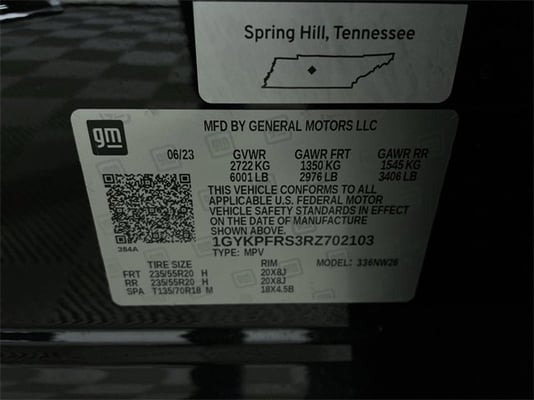 Spring Hill, Tennessee
gm
MFD BY GENERAL MOTORS LLC
06/23 GVWR GAWR FRT GAWR RR
2722 KG 1350 KG 1545 KG
6001 LB 2976 LB 3406 LB
THIS VEHICLE CONFORMS TO ALL
APPLICABLE U.S. FEDERAL MOTOR
VEHICLE SAFETY STANDARDS IN EFFECT
ON THE DATE OF MANUFACTURE
SHOWN ABOVE.
1GYKPFRS3RZ702103
384A TYPE: MPV
TIRE SIZE RIM MODEL: 336NW26
FRT 235/55R20 H 20X8J
RR 235/55R20 H 20X8J
SPA T135/70R18 M 18X4.5B